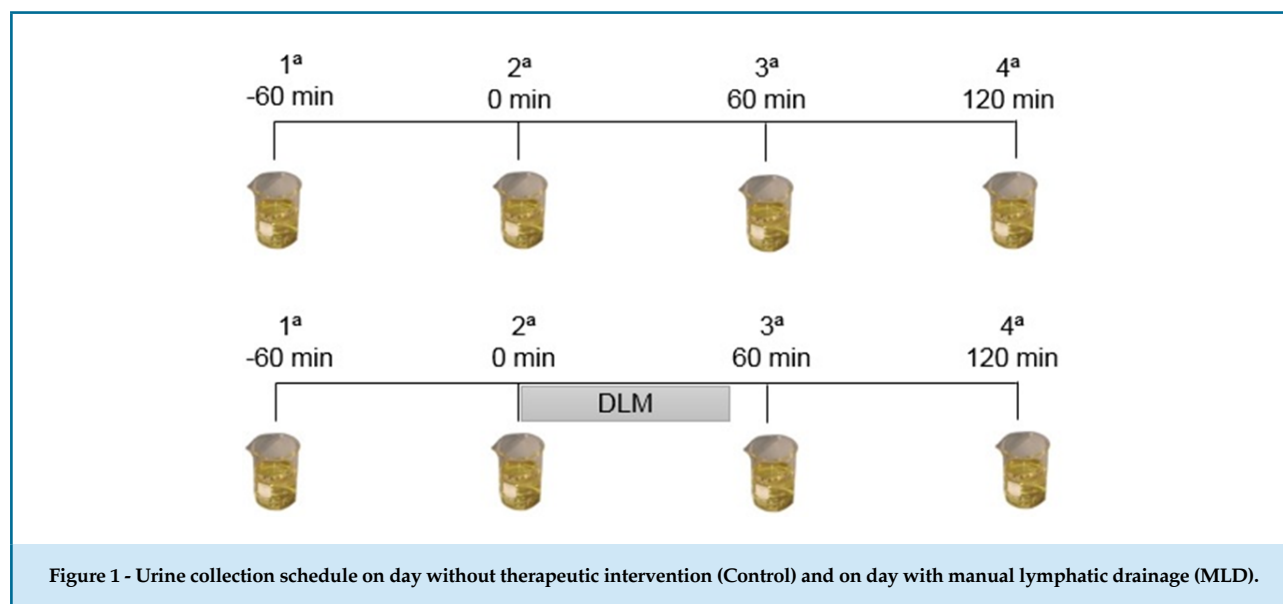 1ª 2ª 3ª 4ª
-60 min 0 min 60 min 120 min
1ª 2ª 3ª 4ª
-60 min 0 min 60 min 120 min
DLM
Figure 1 - Urine collection schedule on day without therapeutic intervention (Control) and on day with manual lymphatic drainage (MLD).